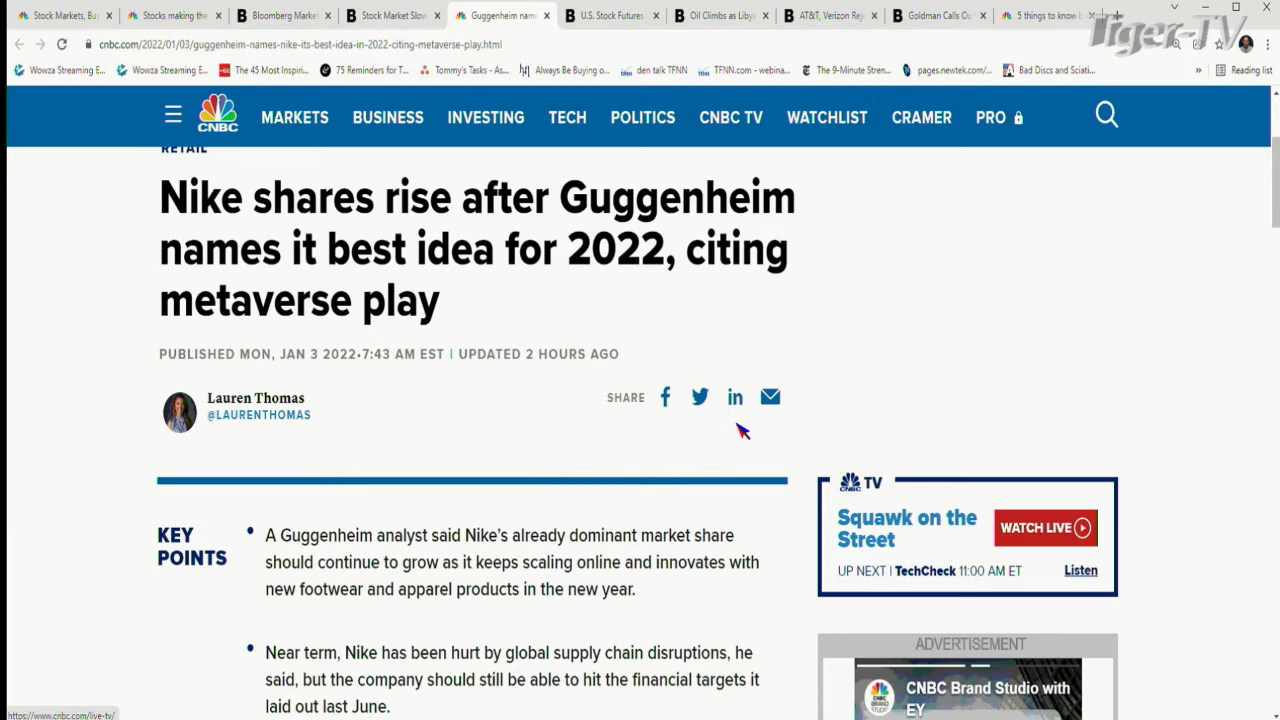 Stock Markets, Bu
Stocks making the
Bloomberg Market
Stock Market Slow
Guggenheim name
U.S. Stock Futures
Oil Climbs as Libya
AT&T, Verizon Rej
Goldman Calls Ou
5 things to know b
Tiger-TV
cnbc.com/2022/01/03/guggenheim-names-nike-its-best-idea-in-2022-citing-metaverse-play.html
Wowza Streaming E...
Wowza Streaming E...
The 45 Most Inspiri...
75 Reminders for T...
Tommy's Tasks - As...
Always Be Buying o...
den talk TFNN
TFNN.com - webina...
The 9-Minute Stren...
pages.newtek.com/...
Bad Discs and Sciati...
»
Reading list
CNBC
MARKETS
BUSINESS
INVESTING
TECH
POLITICS
CNBC TV
WATCHLIST
CRAMER
PRO
RETAIL
Nike shares rise after Guggenheim
names it best idea for 2022, citing
metaverse play
PUBLISHED MON, JAN 3 2022•7:43 AM EST | UPDATED 2 HOURS AGO
Lauren Thomas
@LAURENTHOMAS
SHARE
KEY
POINTS
• A Guggenheim analyst said Nike's already dominant market share
should continue to grow as it keeps scaling online and innovates with
new footwear and apparel products in the new year.
• Near term, Nike has been hurt by global supply chain disruptions, he
said, but the company should still be able to hit the financial targets it
laid out last June.
CNBC TV
Squawk on the
Street
WATCH LIVE
UP NEXT | TechCheck 11:00 AM ET
Listen
ADVERTISEMENT
CNBC Brand Studio with
EY
https://www.cnbc.com/live-tv/